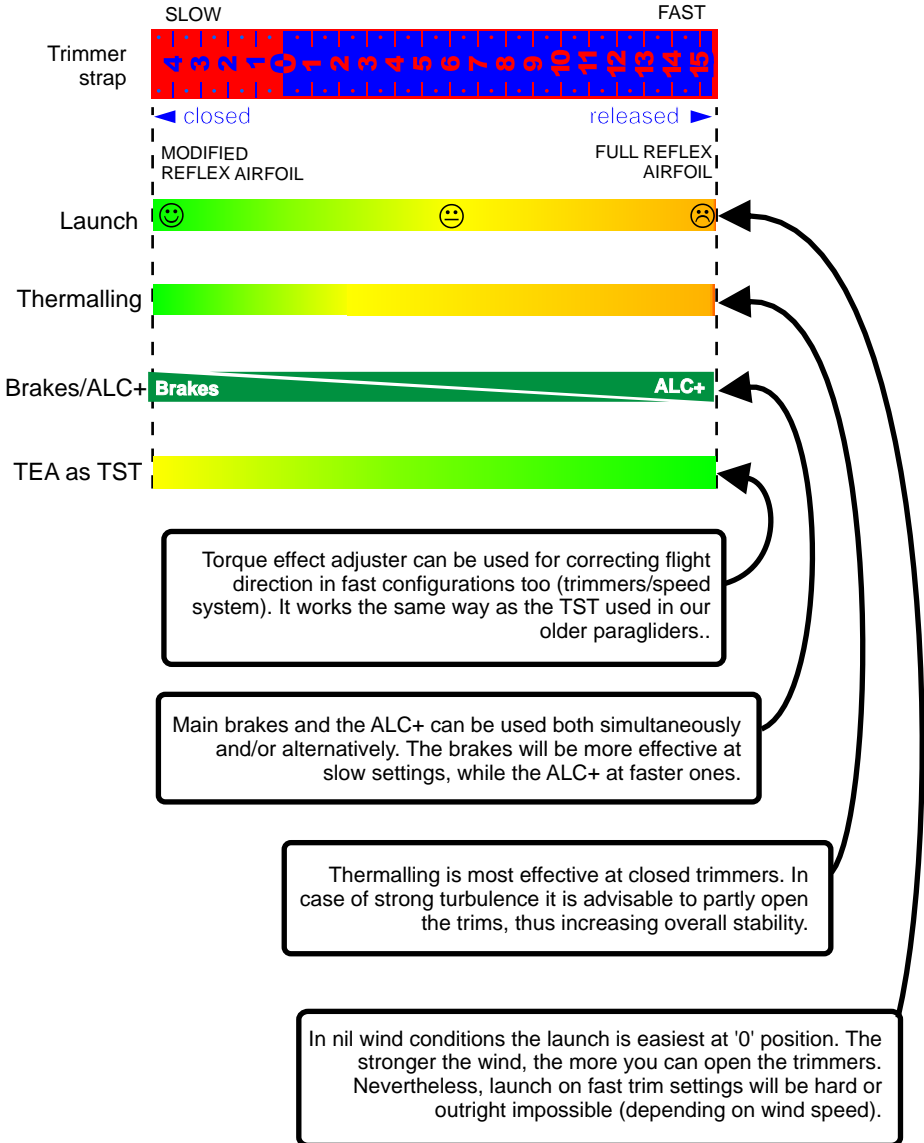 SLOW
FAST
Trimmer
strap
4 3 2 1 0 1 2 3 4 5 6 7 8 9 10 11 12 13 14 15
◄ closed
released ►
MODIFIED
REFLEX AIRFOIL
FULL REFLEX
AIRFOIL
Launch
Thermalling
Brakes/ALC+
Brakes
ALC+
TEA as TST
Torque effect adjuster can be used for correcting flight
direction in fast configurations too (trimmers/speed
system). It works the same way as the TST used in our
older paragliders..
Main brakes and the ALC+ can be used both simultaneously
and/or alternatively. The brakes will be more effective at
slow settings, while the ALC+ at faster ones.
Thermalling is most effective at closed trimmers. In
case of strong turbulence it is advisable to partly open
the trims, thus increasing overall stability.
In nil wind conditions the launch is easiest at '0' position. The
stronger the wind, the more you can open the trimmers.
Nevertheless, launch on fast trim settings will be hard or
outright impossible (depending on wind speed).